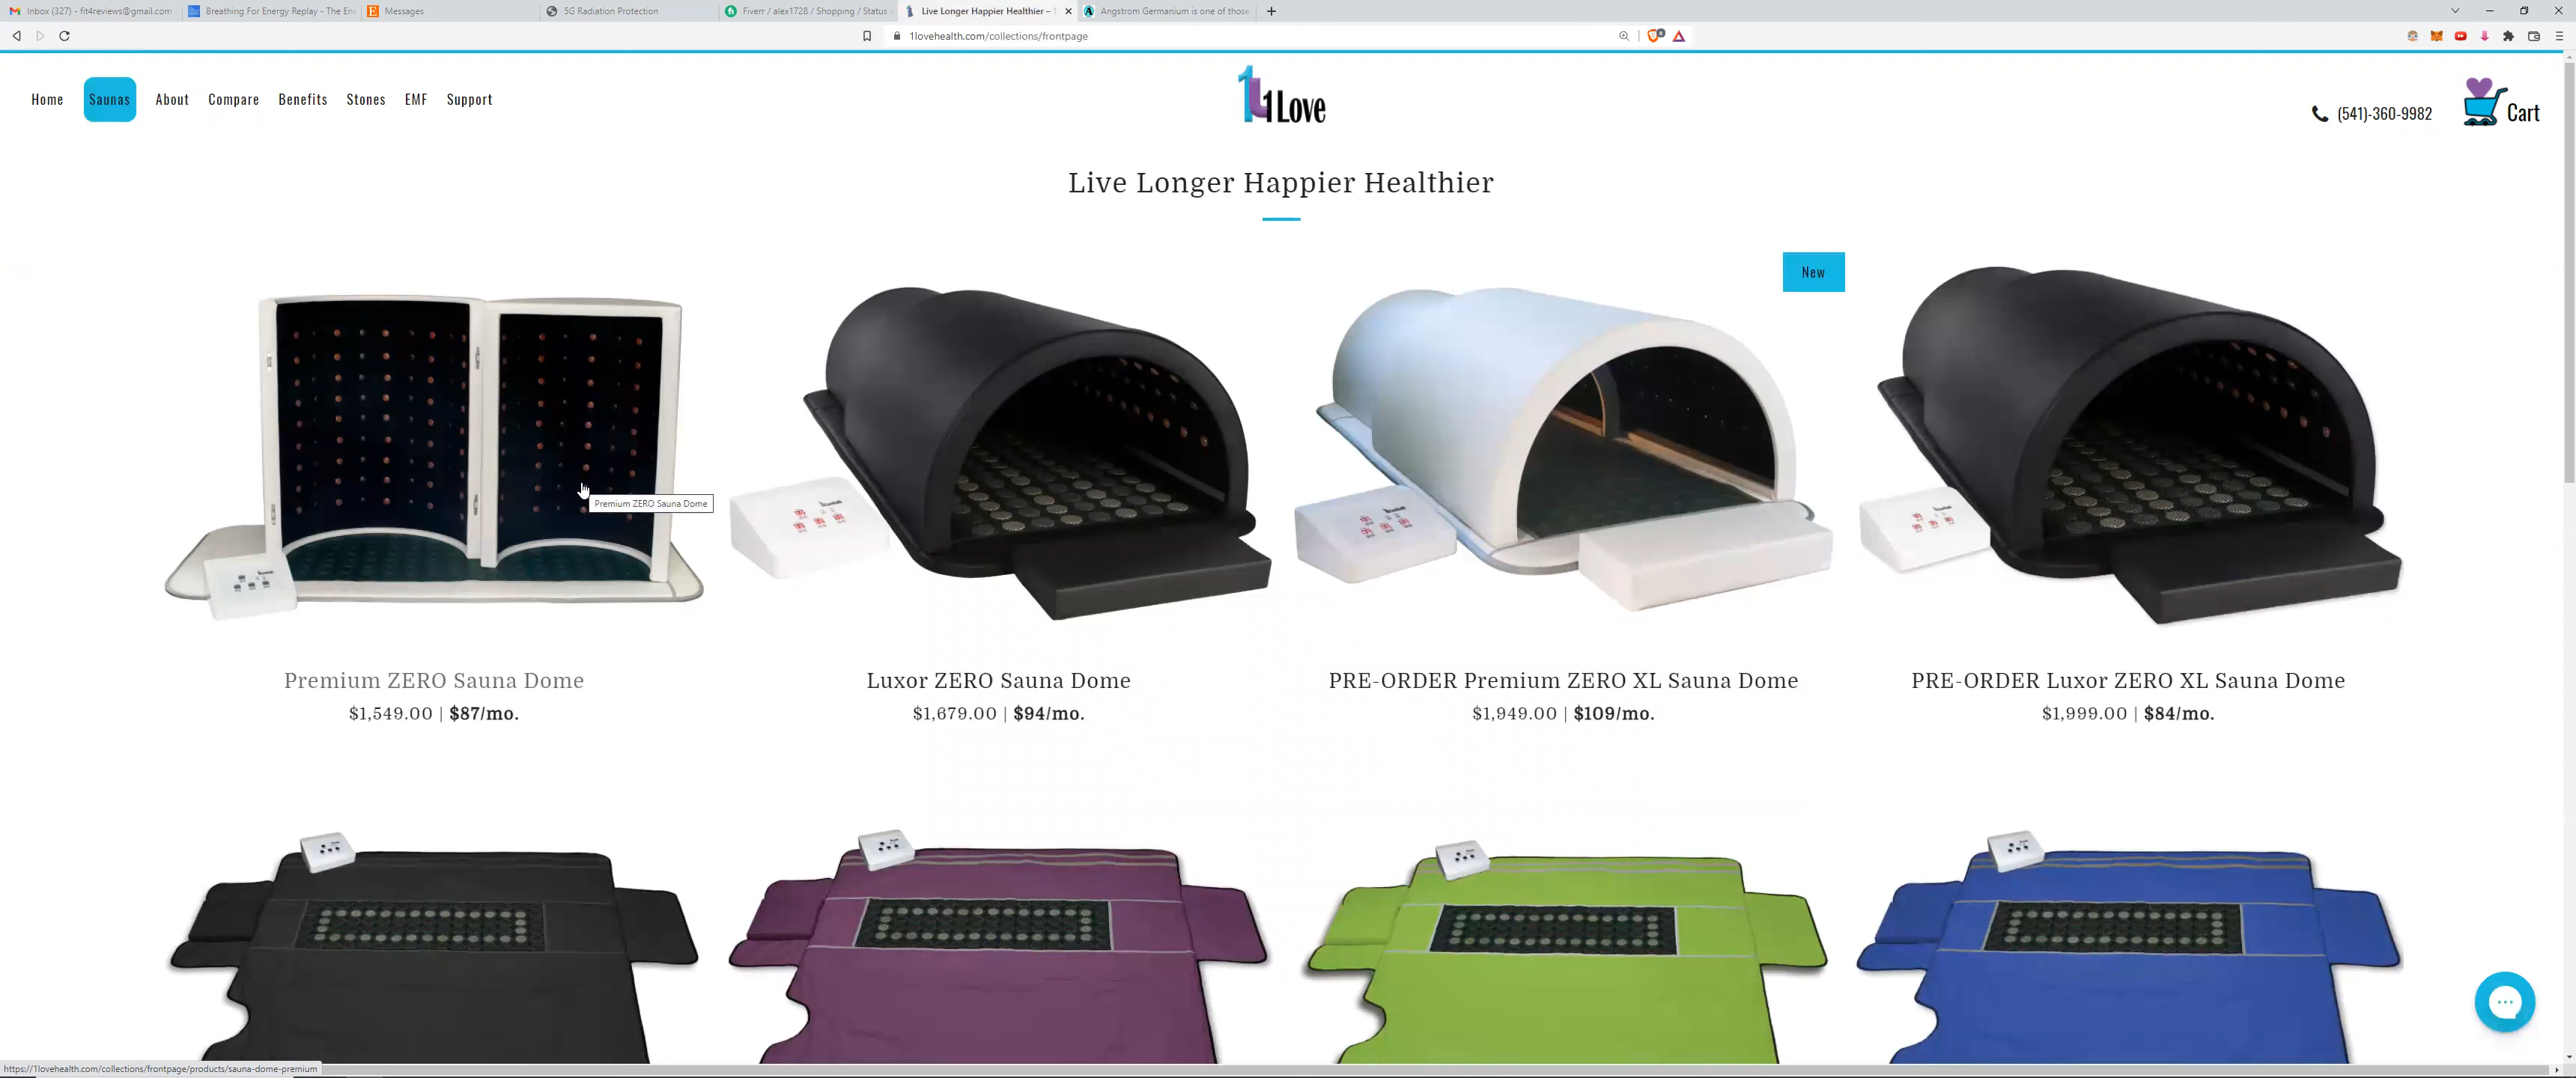 Inbox (327) - fit4reviews@gmail.com
Breathing For Energy Replay - The En
Messages
5G Radiation Protection
Fiverr / alex1728 / Shopping / Status
Live Longer Happier Healthier –
Angstrom Germanium is one of those
1lovehealth.com/collections/frontpage
Home
Saunas
About
Compare
Benefits
Stones
EMF
Support
1Love
(541)-360-9982
Cart
Live Longer Happier Healthier
New
Premium ZERO Sauna Dome
Premium ZERO Sauna Dome
$1,549.00 | $87/mo.
Luxor ZERO Sauna Dome
$1,679.00 | $94/mo.
PRE-ORDER Premium ZERO XL Sauna Dome
$1,949.00 | $109/mo.
PRE-ORDER Luxor ZERO XL Sauna Dome
$1,999.00 | $84/mo.
https://1lovehealth.com/collections/frontpage/products/sauna-dome-premium